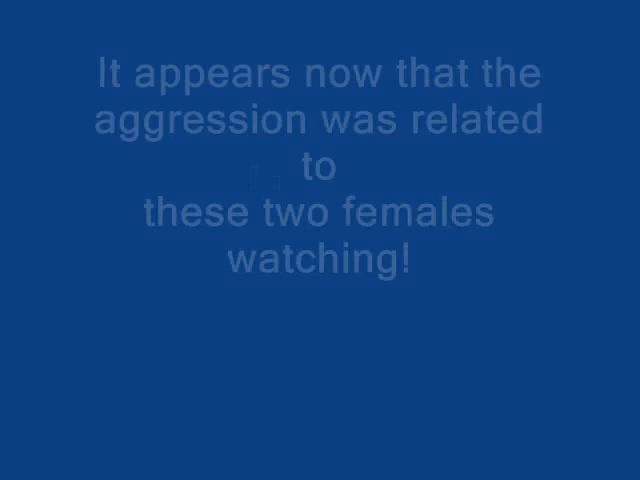 It appears now that the
aggression was related
to
these two females
watching!